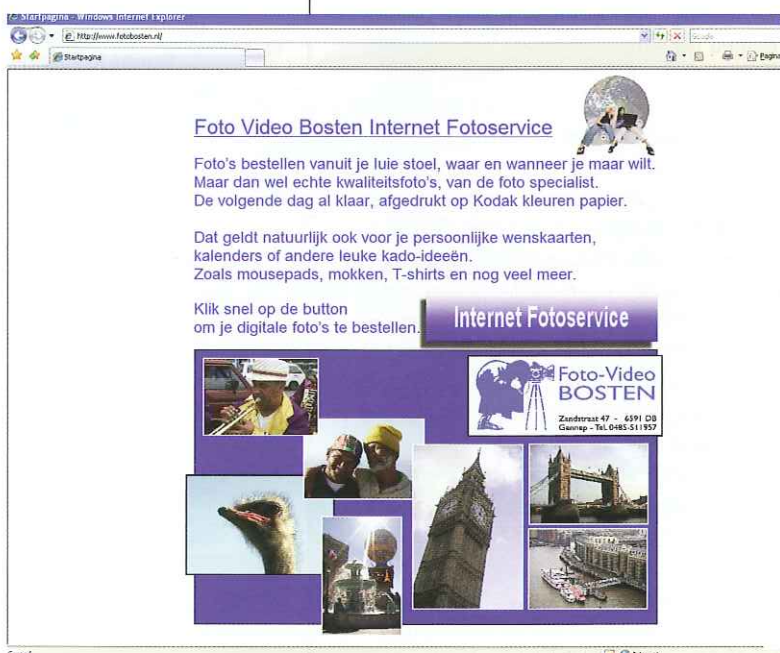 Startpagina - Windows Internet Explorer
http://www.fotobosten.nl/
Google
Startpagina
Pagina
Foto Video Bosten Internet Fotoservice
Foto's bestellen vanuit je luie stoel, waar en wanneer je maar wilt.
Maar dan wel echte kwaliteitsfoto's, van de foto specialist.
De volgende dag al klaar, afgedrukt op Kodak kleuren papier.
Dat geldt natuurlijk ook voor je persoonlijke wenskaarten,
kalenders of andere leuke kado-ideeën.
Zoals mousepads, mokken, T-shirts en nog veel meer.
Klik snel op de button
om je digitale foto's te bestellen.
Internet Fotoservice
Foto-Video
BOSTEN
Zandstraat 47 - 6591 DB
Gennep - Tel. 0485-511957